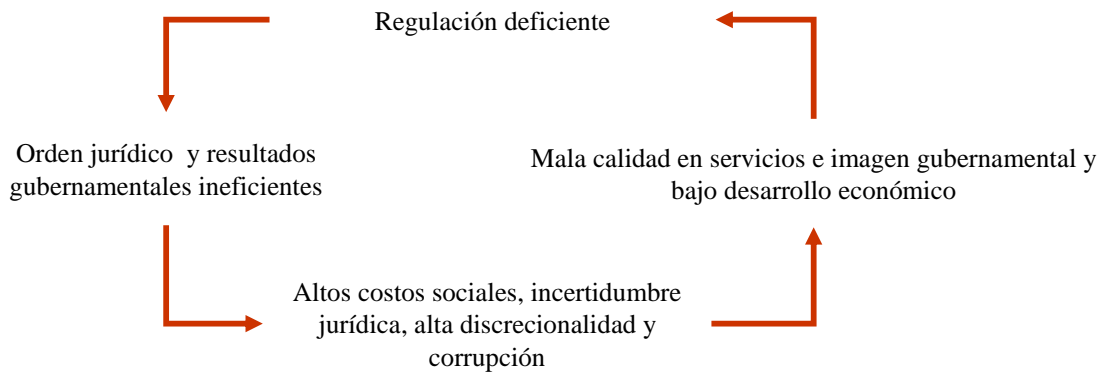 Regulación deficiente
Orden jurídico y resultados
gubernamentales ineficientes
Mala calidad en servicios e imagen gubernamental y
bajo desarrollo económico
Altos costos sociales, incertidumbre
jurídica, alta discrecionalidad y
corrupción